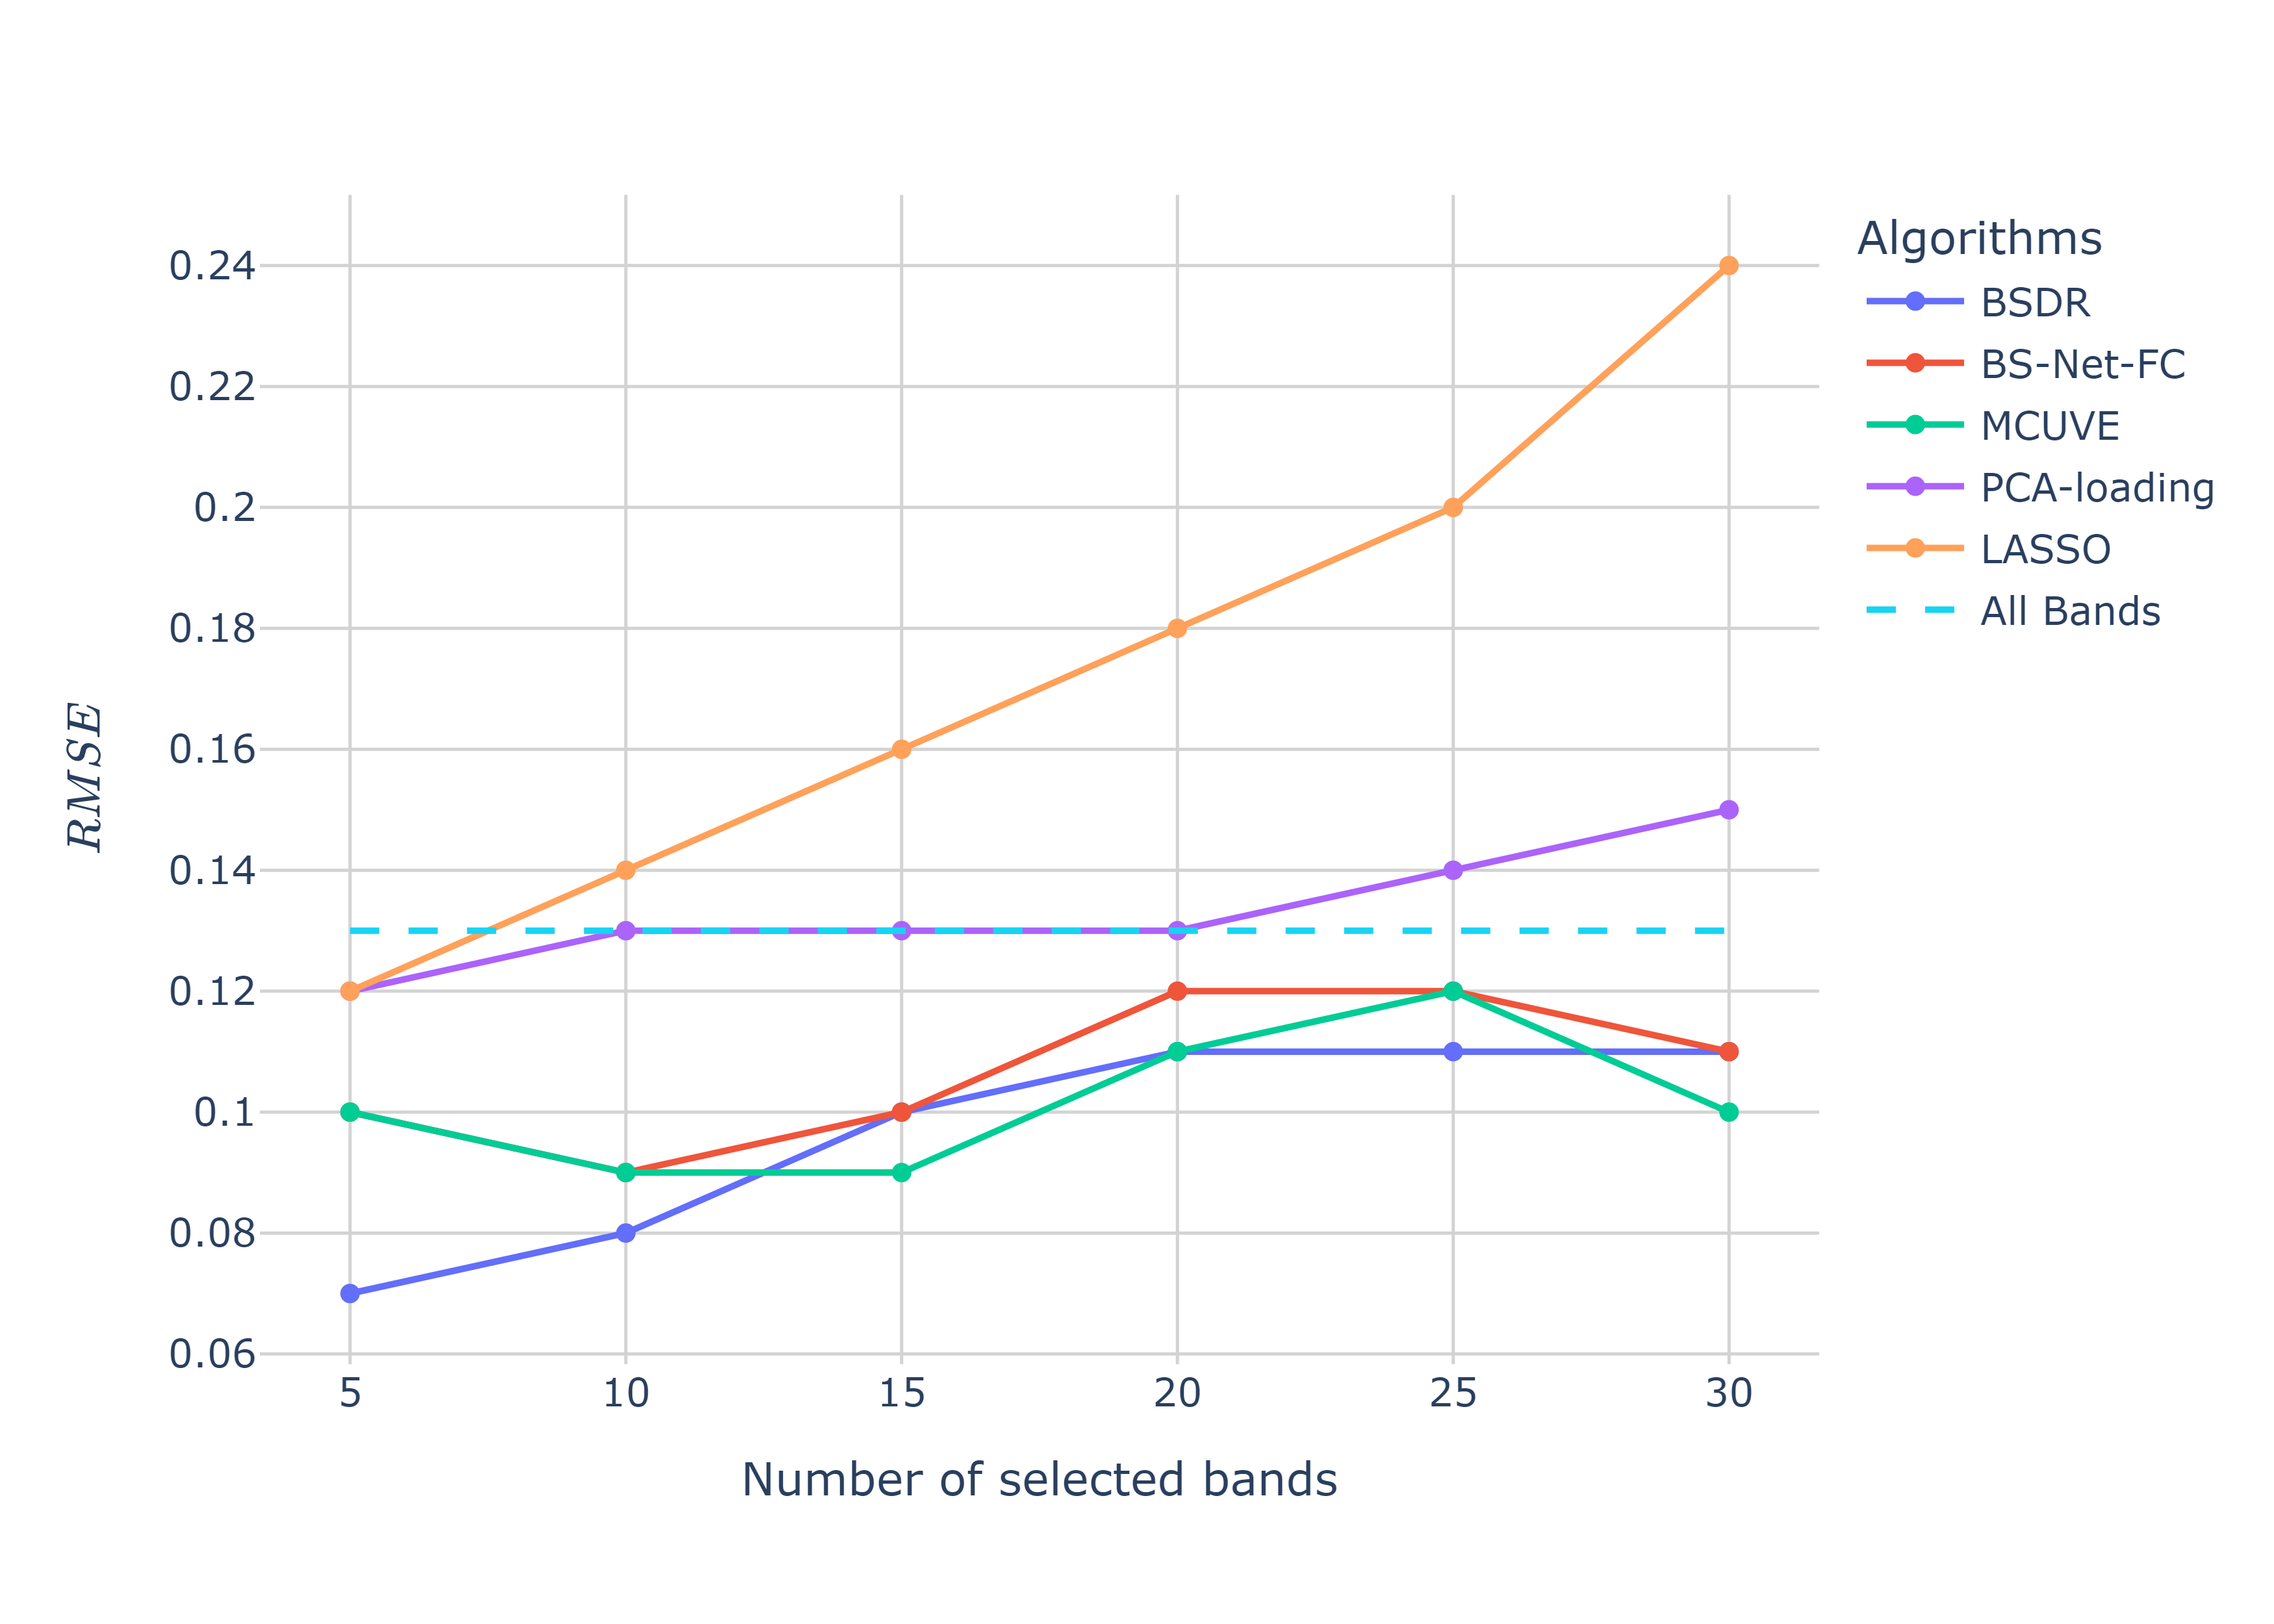 0.24
0.22
0.2
0.18
0.16
0.14
0.12
0.1
0.08
0.06
RMSE
5 10 15 20 25 30
Number of selected bands
Algorithms
BSDR
BS-Net-FC
MCUVE
PCA-loading
LASSO
All Bands